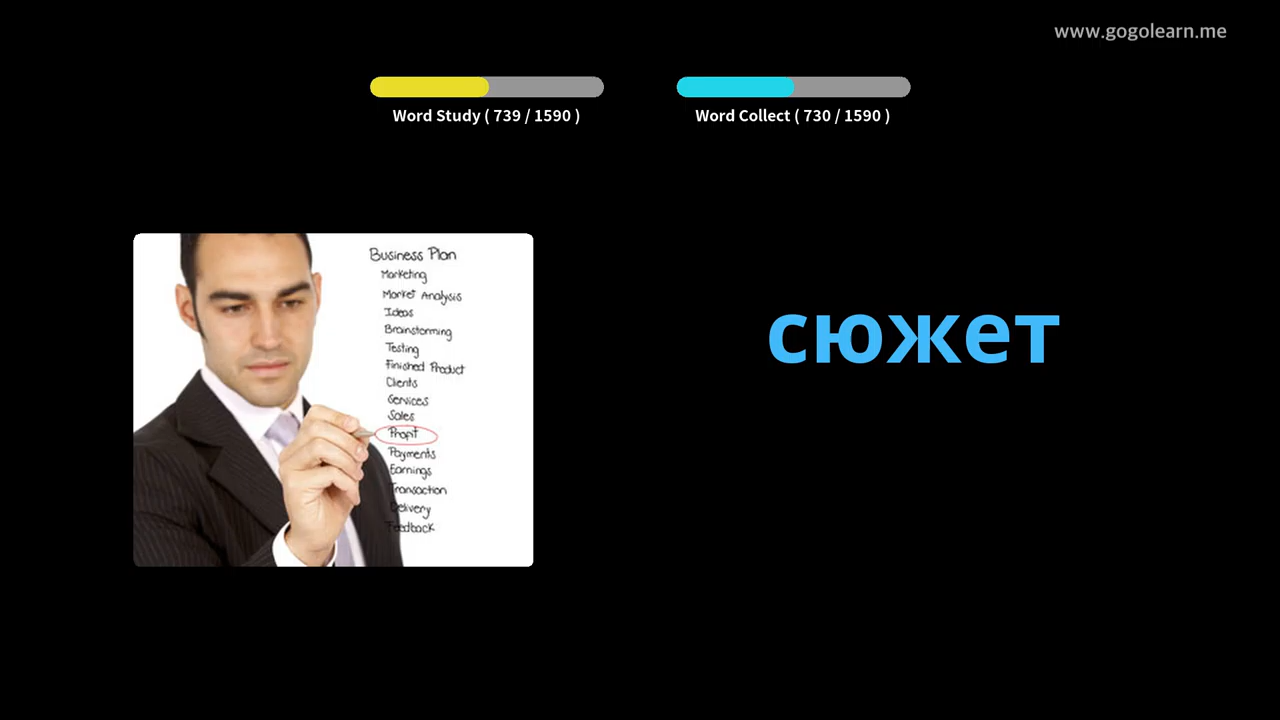 www.gogolearn.me
Word Study ( 739 / 1590 )
Word Collect ( 730 / 1590 )
Business Plan
Marketing
Market Analysis
Ideas
Brainstorming
Testing
Finished Product
Clients
Services
Sales
Profit
Payments
Earnings
Transaction
Delivery
Feedback
сюжет